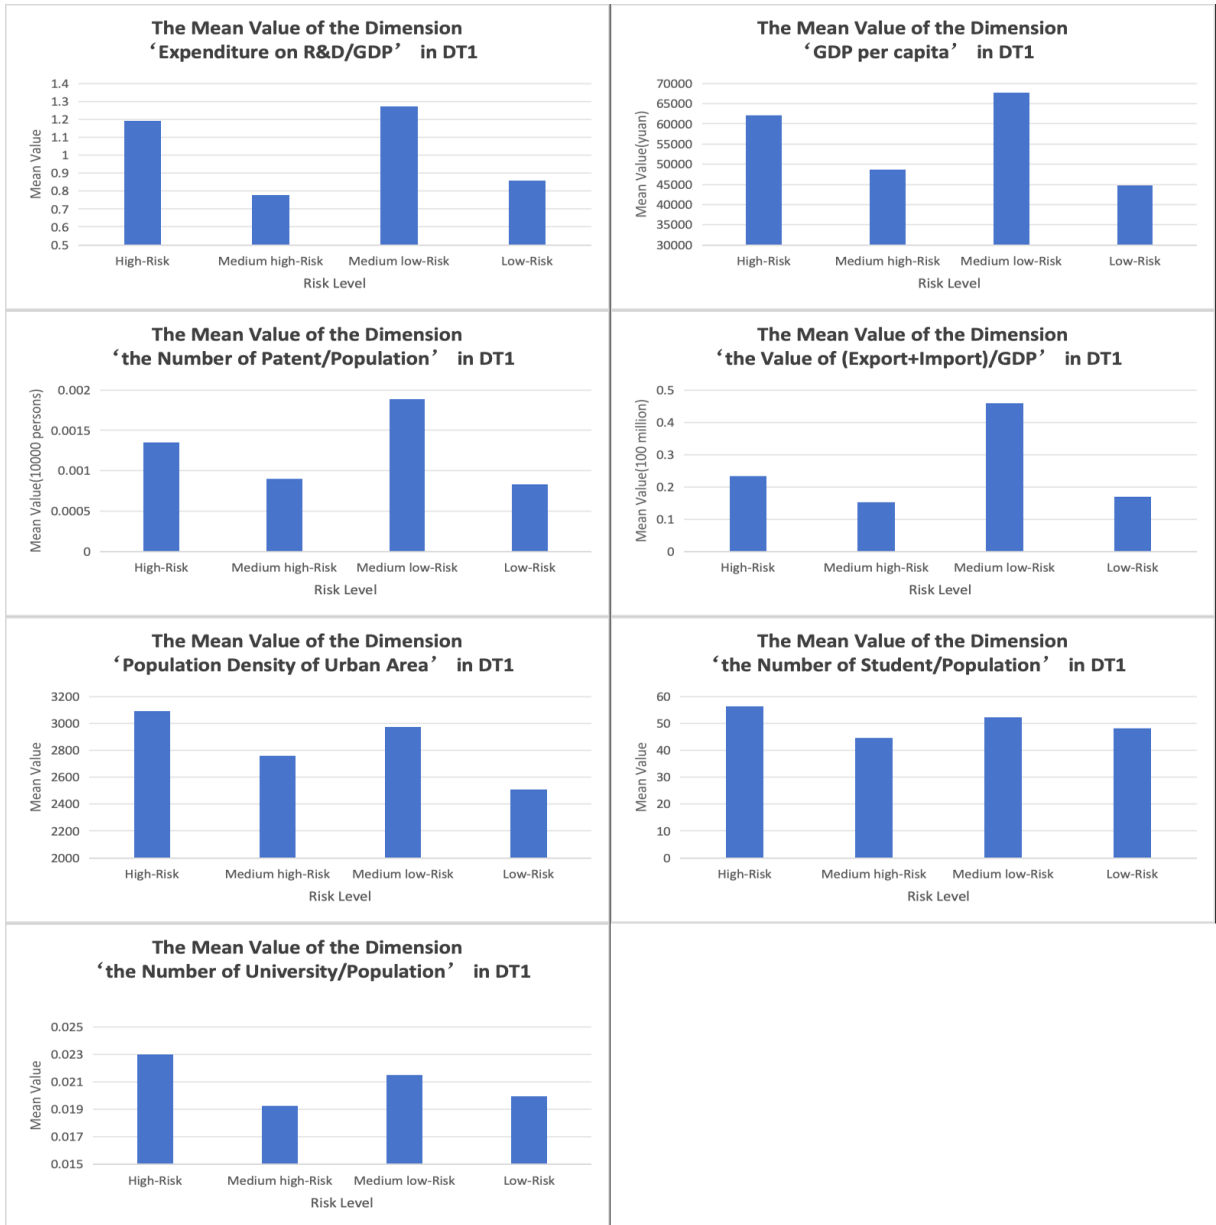 The Mean Value of the Dimension
‘Expenditure on R&D/GDP’ in DT1
Mean Value
1.4
1.3
1.2
1.1
1
0.9
0.8
0.7
0.6
0.5
High-Risk Medium high-Risk Medium low-Risk Low-Risk
Risk Level
The Mean Value of the Dimension
‘GDP per capita’ in DT1
Mean Value(yuan)
70000
65000
60000
55000
50000
45000
40000
35000
30000
High-Risk Medium high-Risk Medium low-Risk Low-Risk
Risk Level
The Mean Value of the Dimension
‘the Number of Patent/Population’ in DT1
Mean Value(10000 persons)
0.002
0.0015
0.001
0.0005
0
High-Risk Medium high-Risk Medium low-Risk Low-Risk
Risk Level
The Mean Value of the Dimension
‘the Value of (Export+Import)/GDP’ in DT1
Mean Value(100 million)
0.5
0.4
0.3
0.2
0.1
0
High-Risk Medium high-Risk Medium low-Risk Low-Risk
Risk Level
The Mean Value of the Dimension
‘Population Density of Urban Area’ in DT1
Mean Value
3200
3000
2800
2600
2400
2200
2000
High-Risk Medium high-Risk Medium low-Risk Low-Risk
Risk Level
The Mean Value of the Dimension
‘the Number of Student/Population’ in DT1
Mean Value
60
50
40
30
20
10
0
High-Risk Medium high-Risk Medium low-Risk Low-Risk
Risk Level
The Mean Value of the Dimension
‘the Number of University/Population’ in DT1
Mean Value
0.025
0.023
0.021
0.019
0.017
0.015
High-Risk Medium high-Risk Medium low-Risk Low-Risk
Risk Level